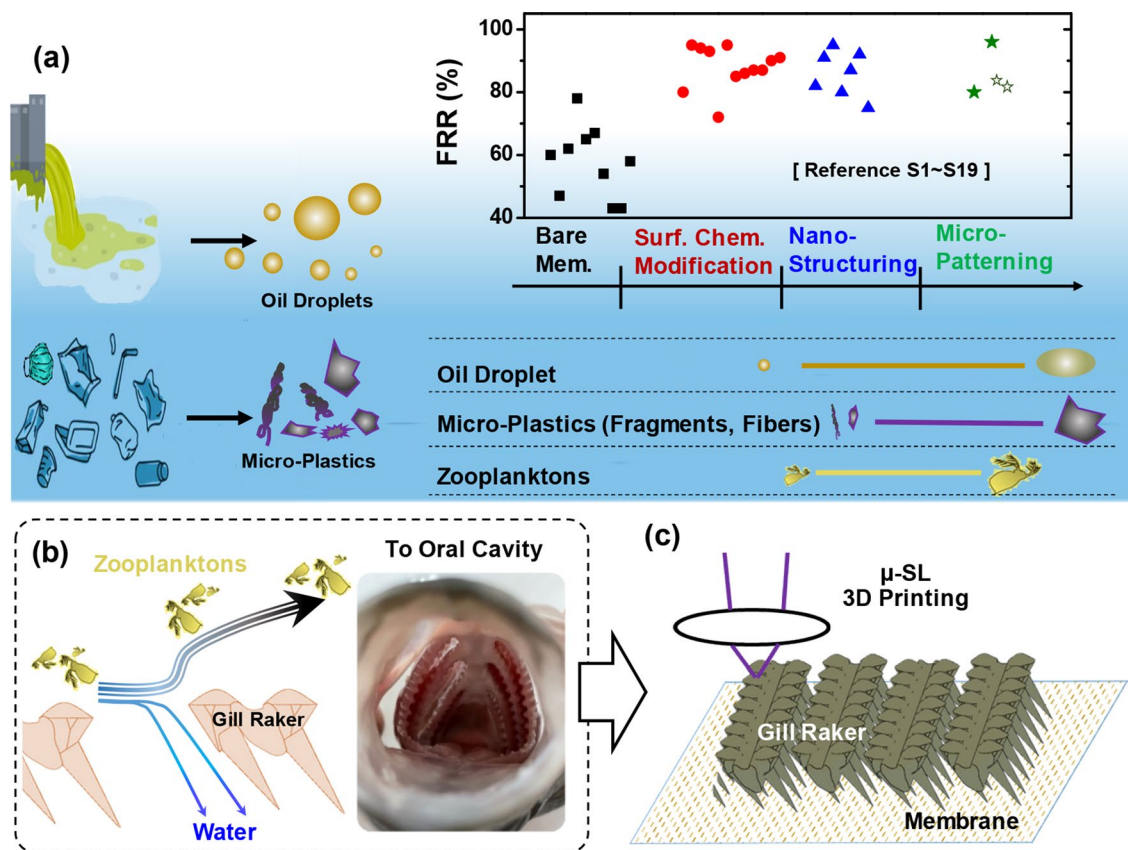 (a)
FRR (%)
100
80
60
40
[ Reference S1~S19 ]
Bare
Mem.
Surf. Chem.
Modification
Nano-
Structuring
Micro-
Patterning
Oil Droplets
Micro-Plastics
Oil Droplet
Micro-Plastics (Fragments, Fibers)
Zooplanktons
(b)
Zooplanktons
To Oral Cavity
Gill Raker
Water
(c)
μ-SL
3D Printing
Gill Raker
Membrane